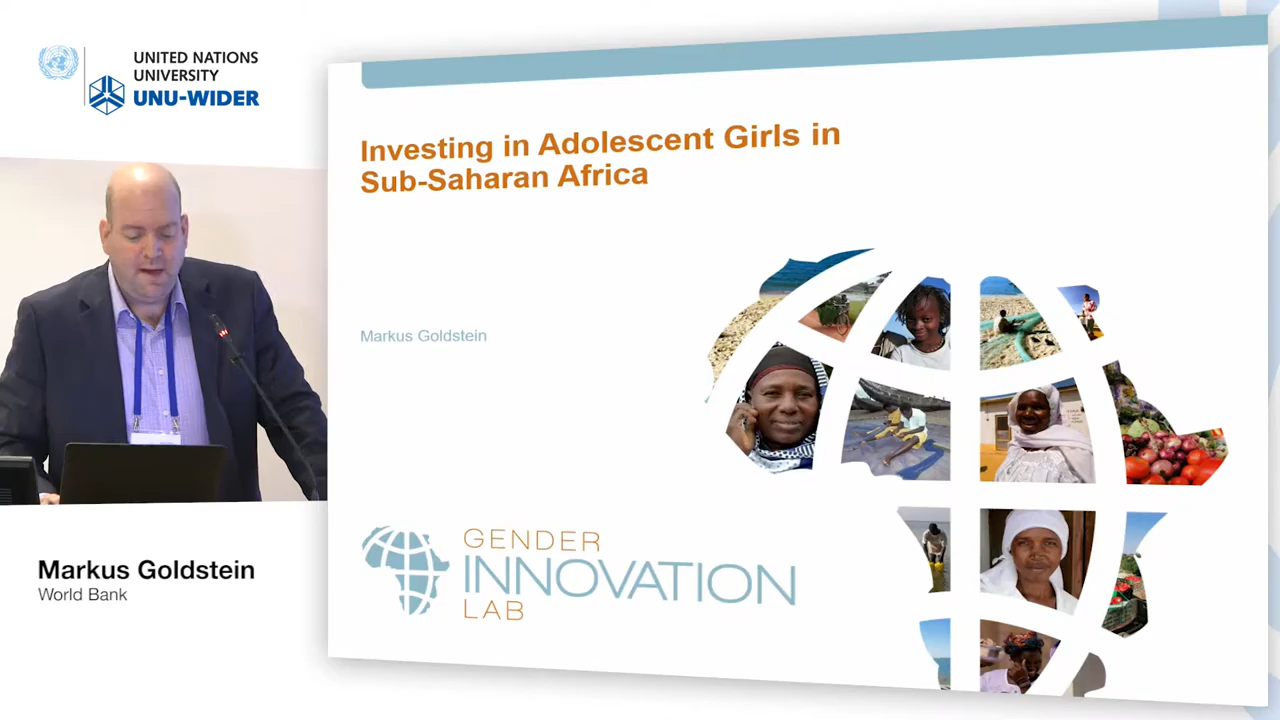 UNITED NATIONS
UNIVERSITY
UNU-WIDER
Investing in Adolescent Girls in
Sub-Saharan Africa
Markus Goldstein
GENDER
INNOVATION
LAB
Markus Goldstein
World Bank